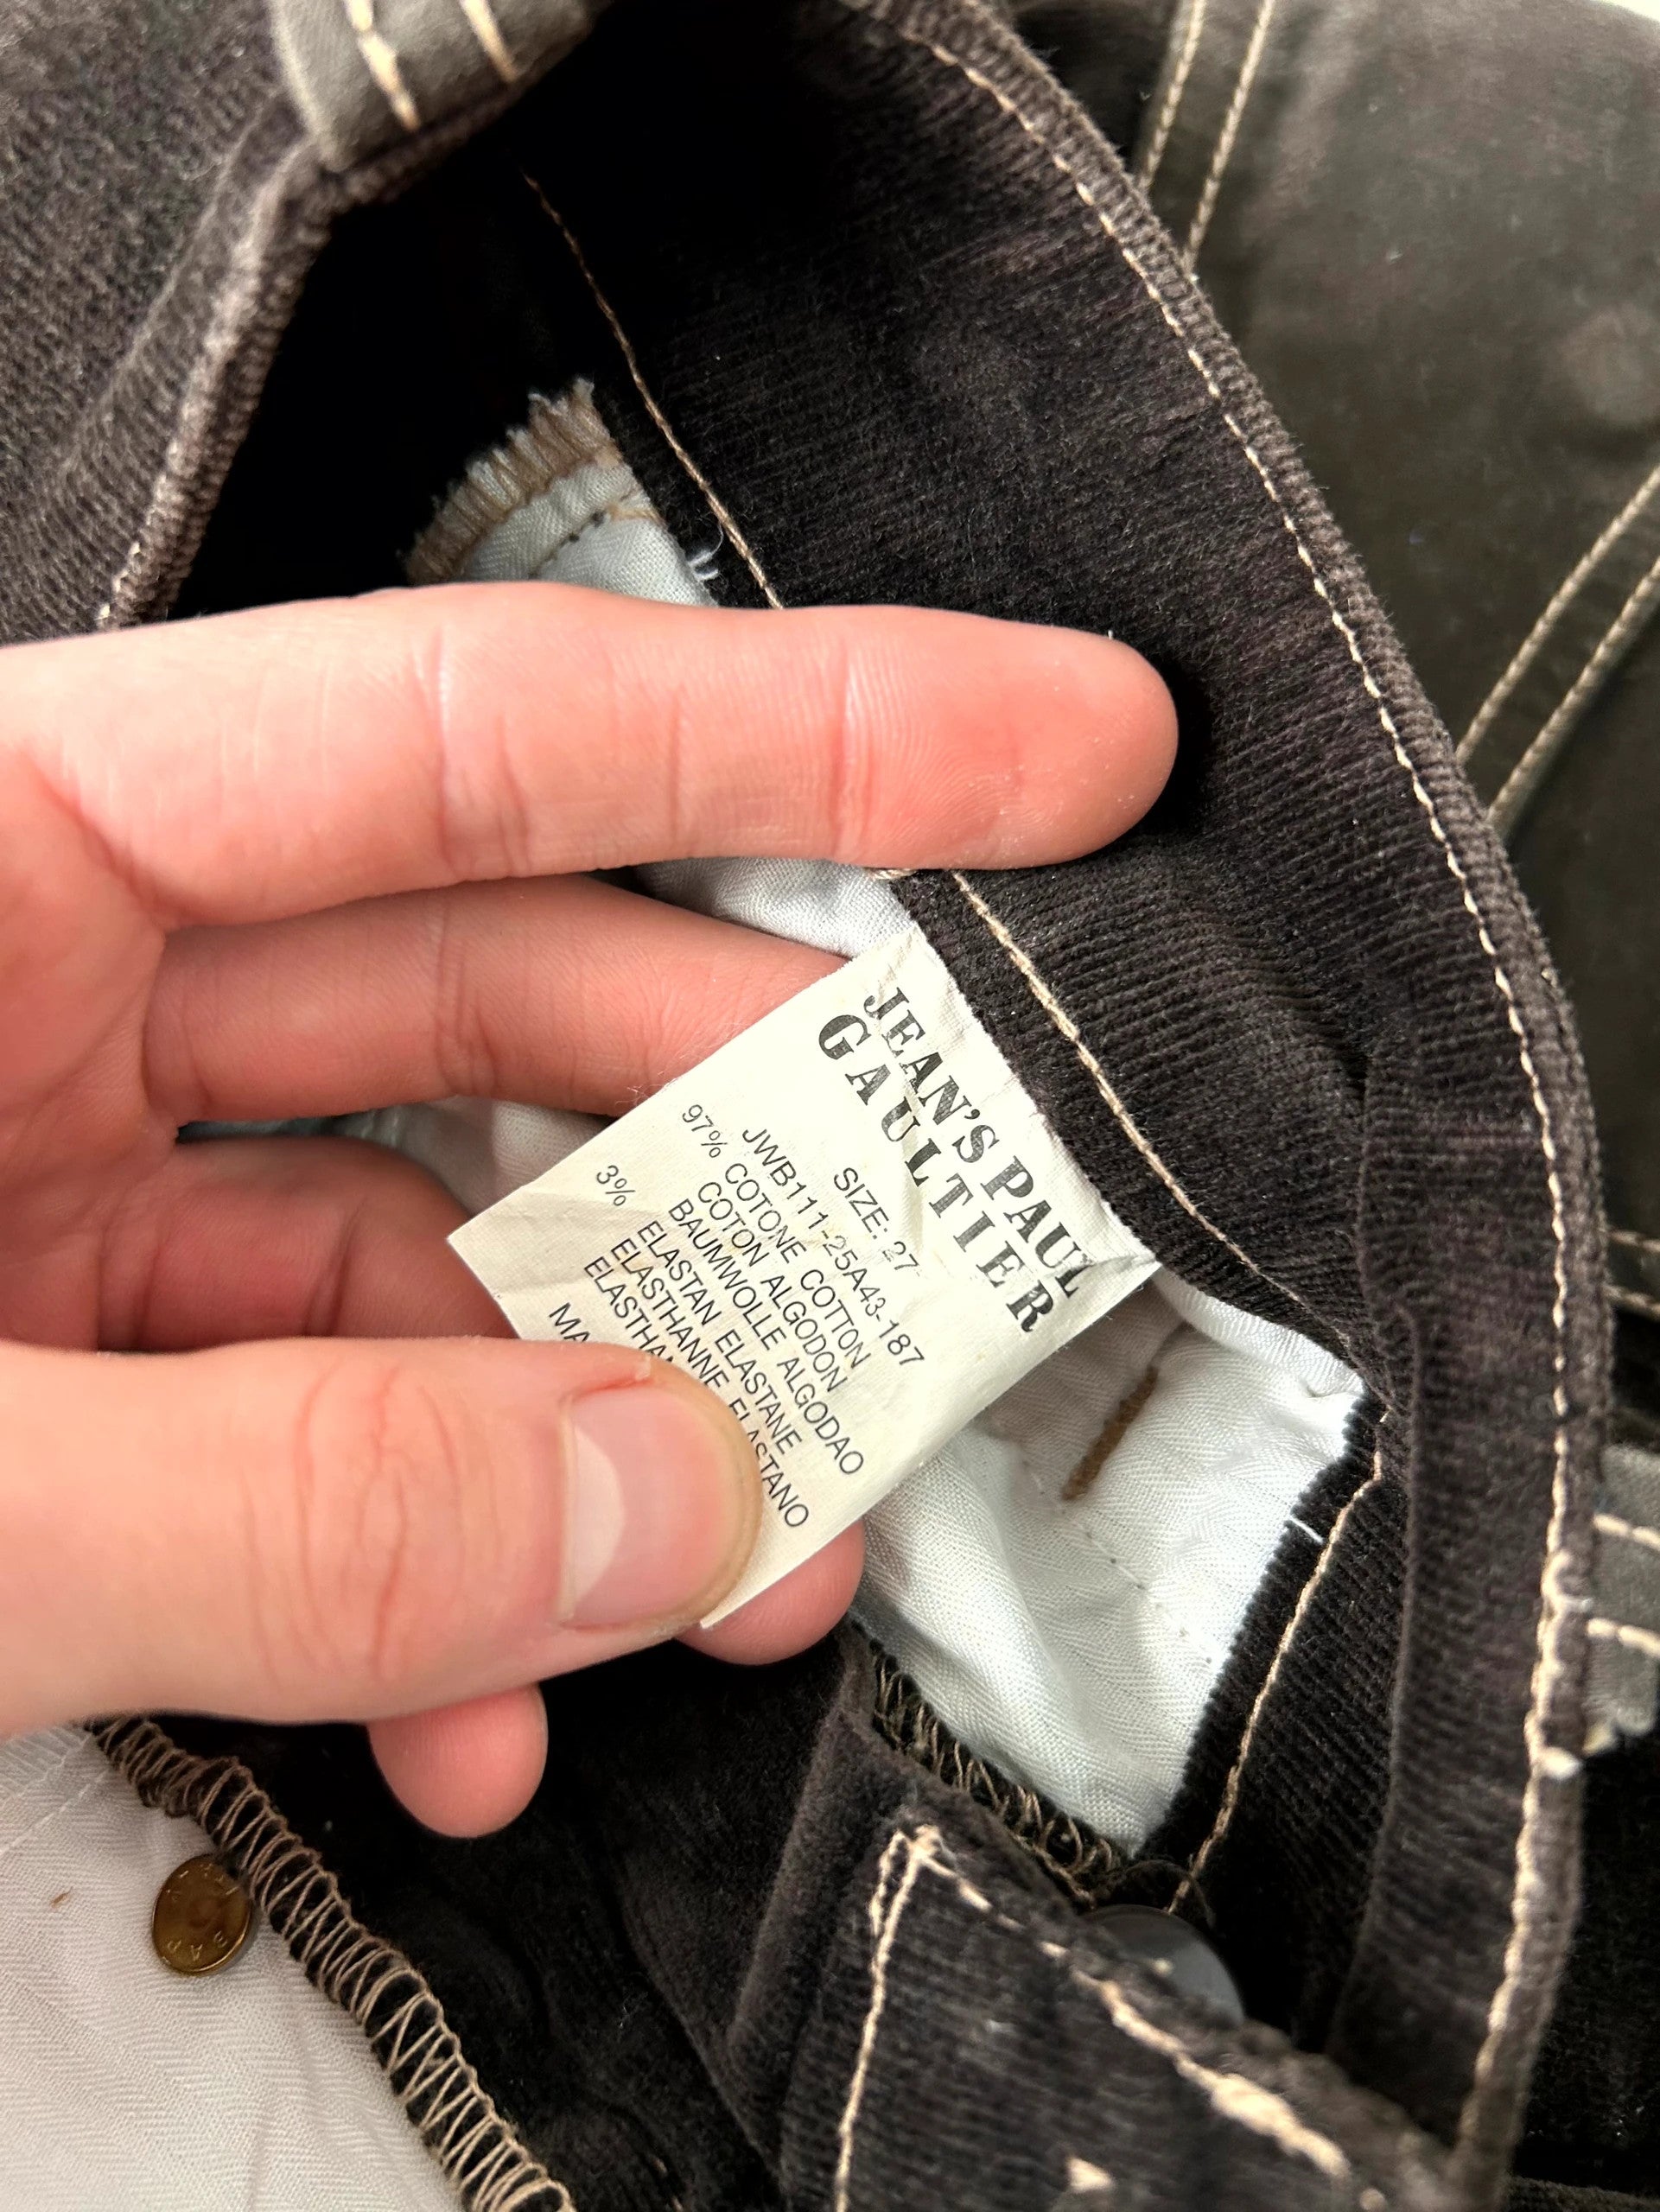 JEAN'S PAUL
GAULTIER
SIZE: 27
JWB111-25A43-187
97% COTONE COTTON
COTON ALGODON
BAUMWOLLE ALGODAO
3% ELASTAN ELASTANE
ELASTHANNE ELASTANO